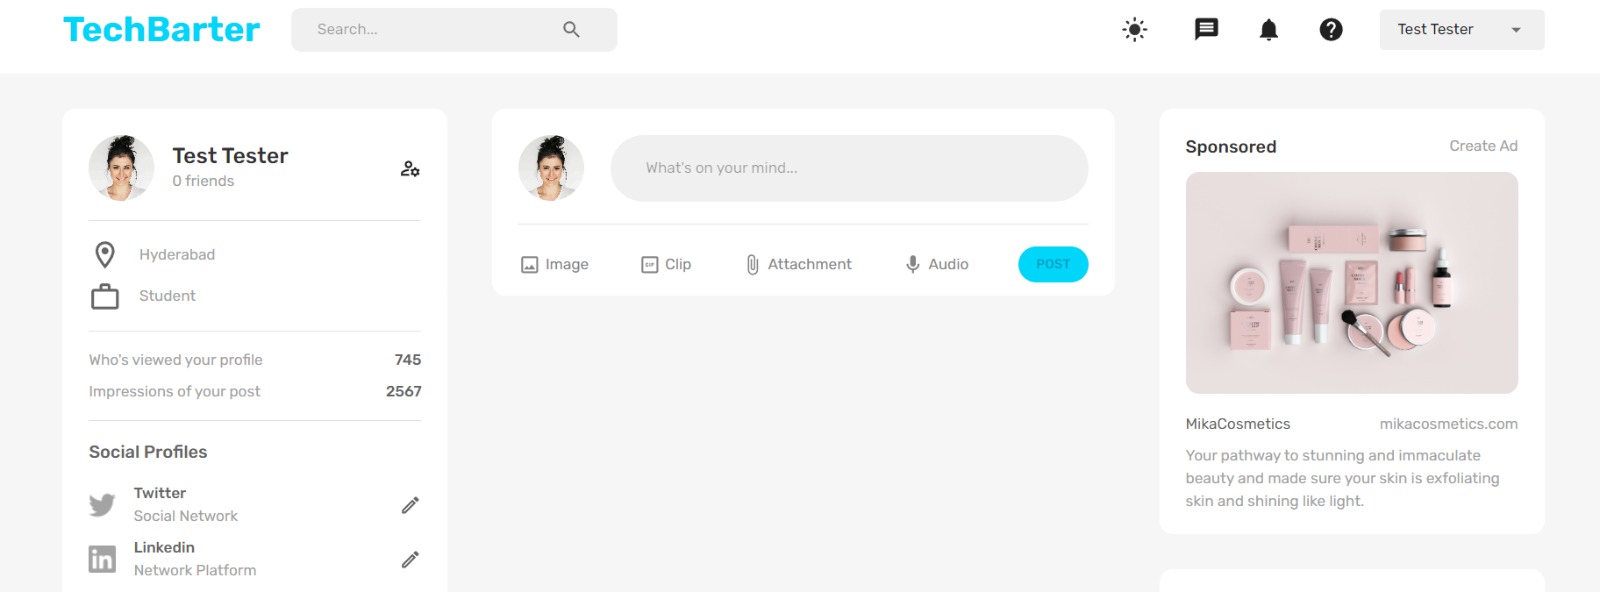 TechBarter
Search...
Test Tester
Test Tester
0 friends
Hyderabad
Student
Who's viewed your profile 745
Impressions of your post 2567
Social Profiles
Twitter
Social Network
Linkedin
Network Platform
What's on your mind...
Image
GIF
Clip
Attachment
Audio
POST
Sponsored
Create Ad
MikaCosmetics
mikacosmetics.com
Your pathway to stunning and immaculate
beauty and made sure your skin is exfoliating
skin and shining like light.